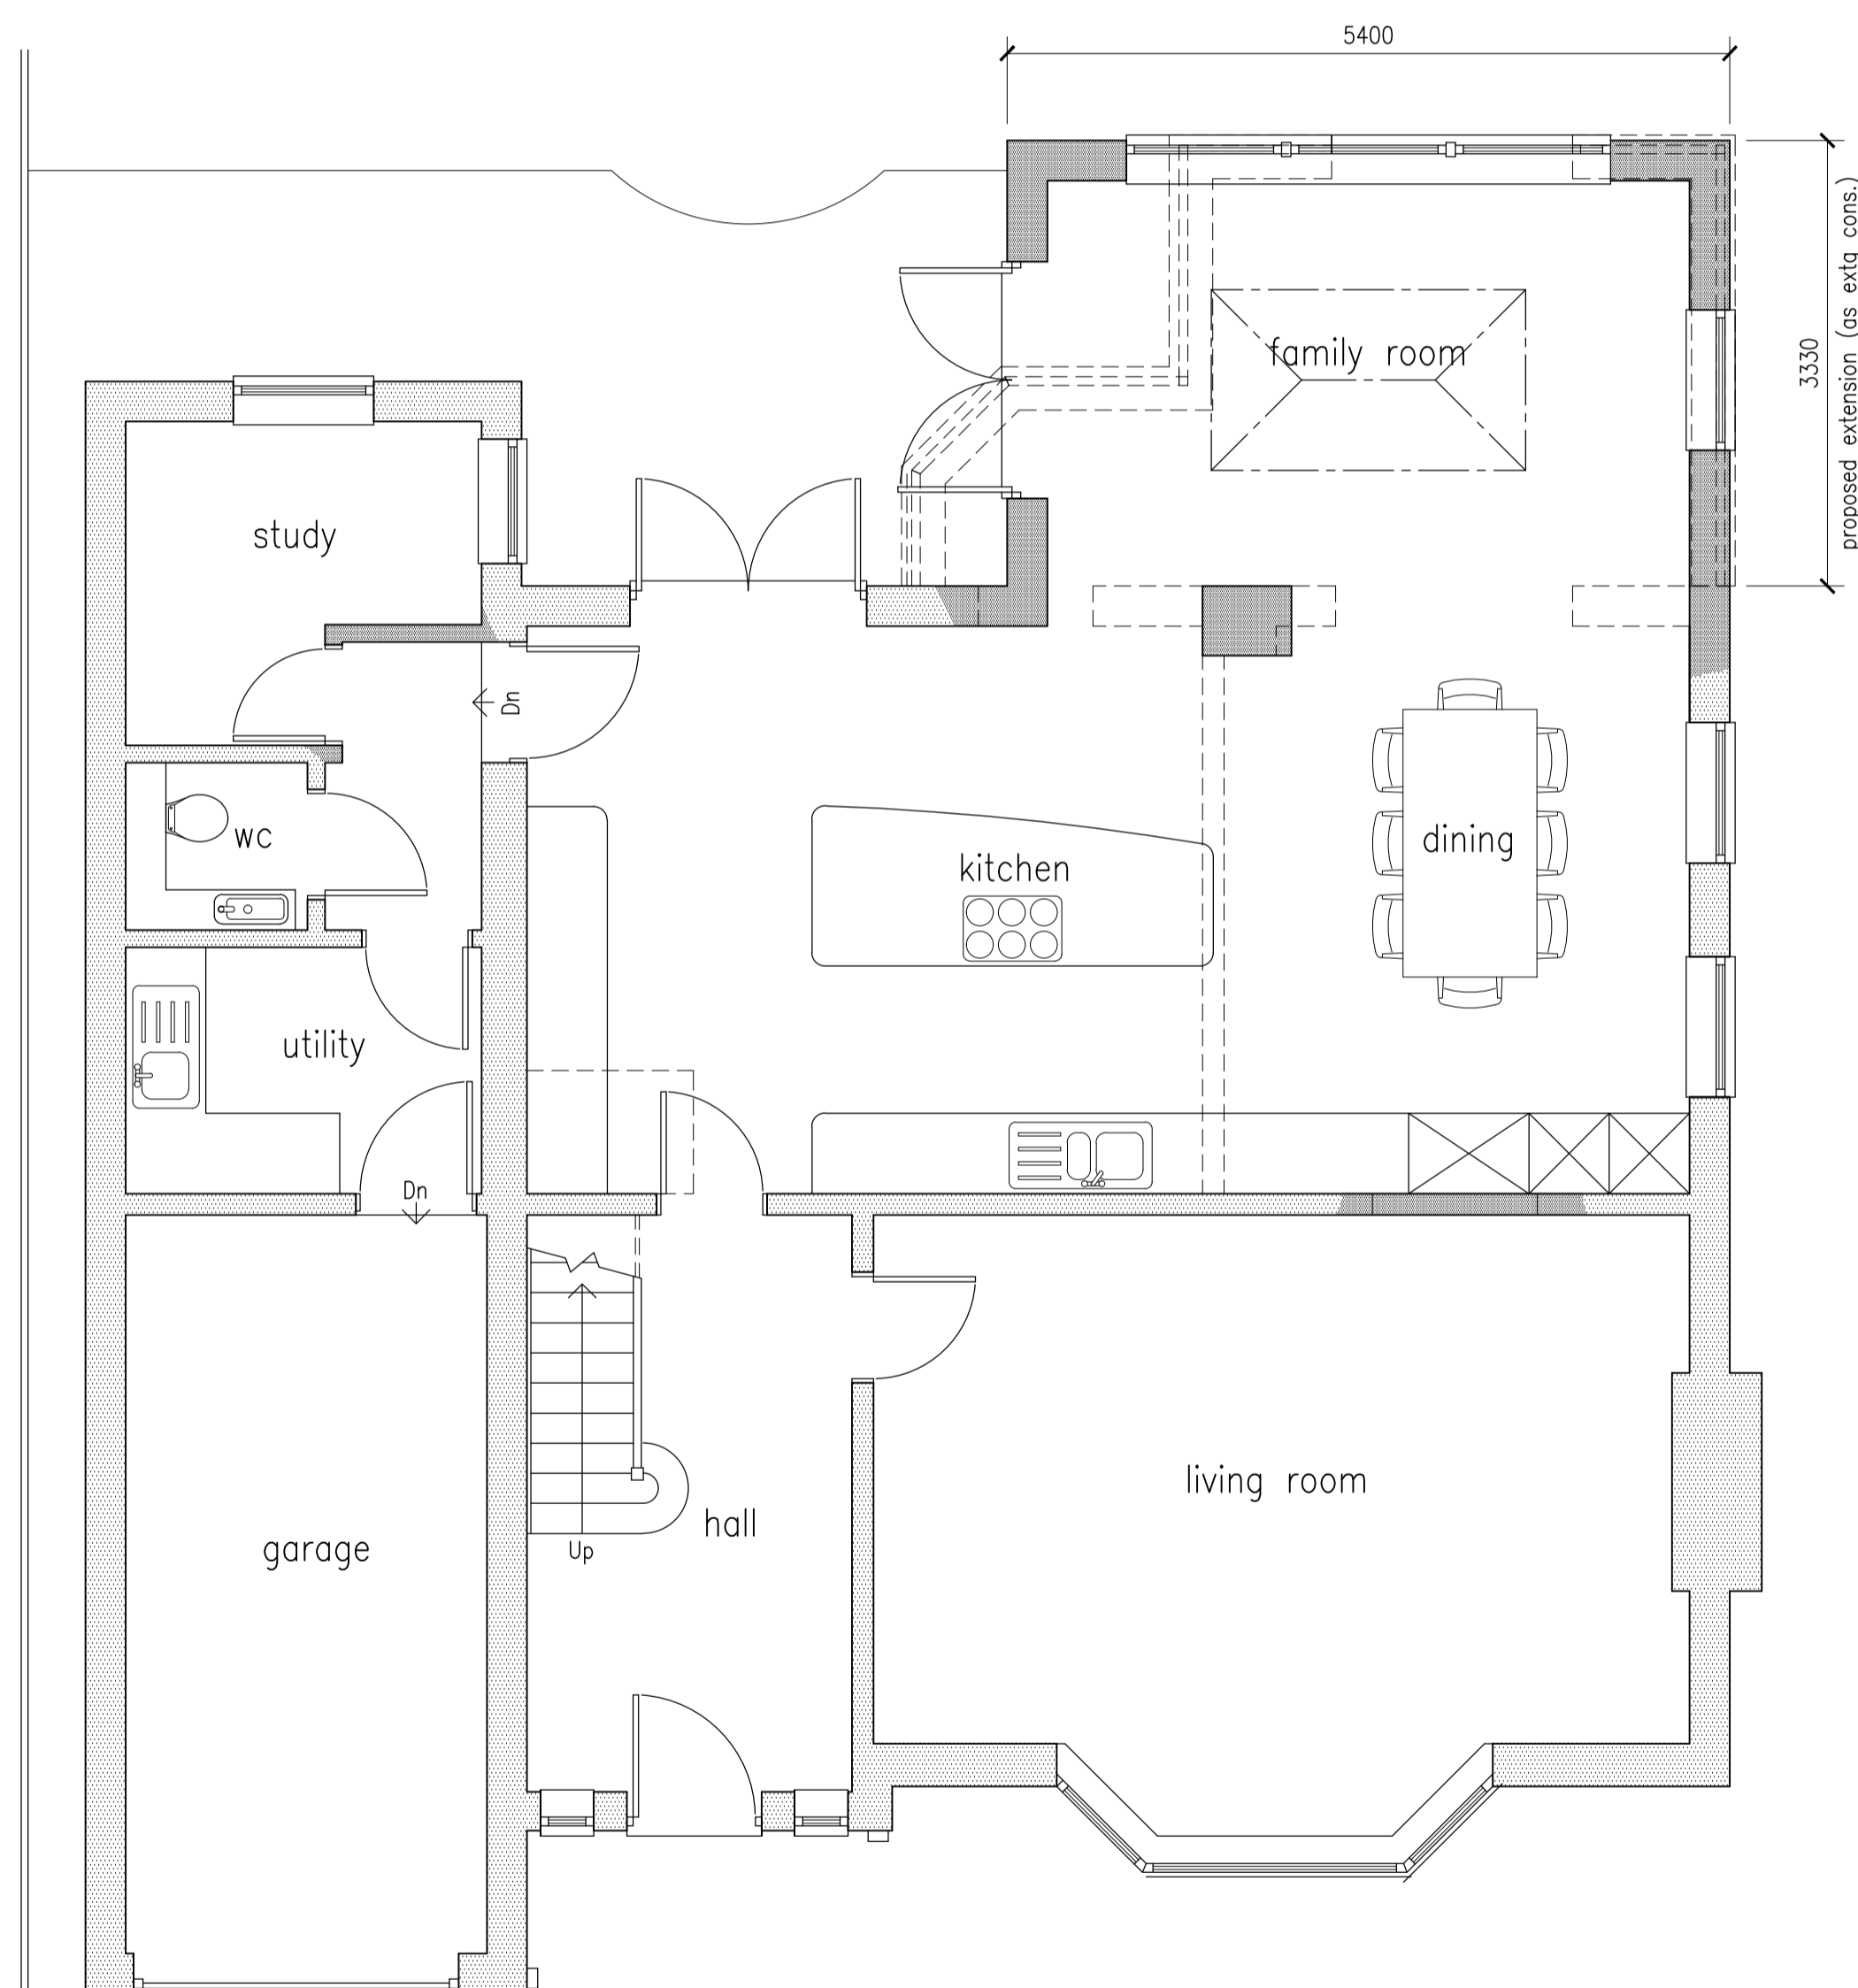 5400
3330
proposed extension (as extg cons.)
family room
study
Dn
wc
kitchen
dining
utility
Dn
living room
hall
garage
Up